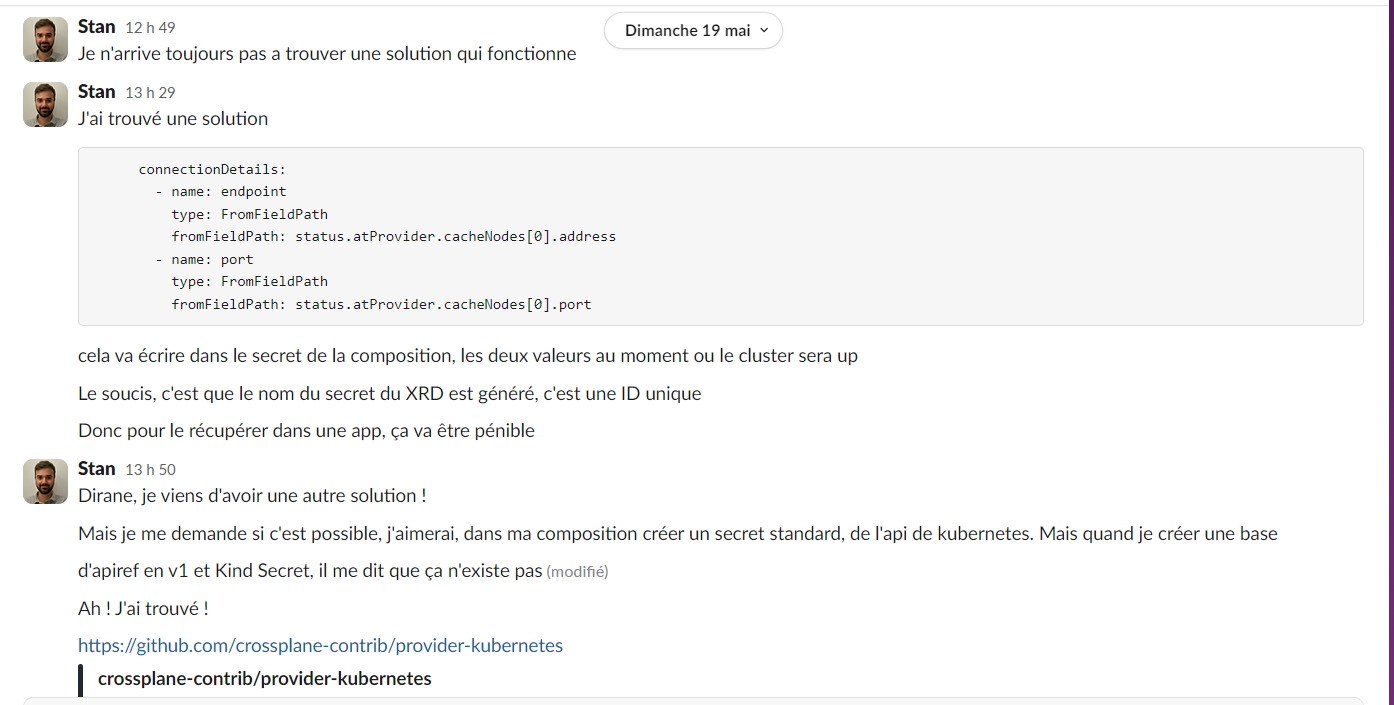 Stan 12 h 49
Dimanche 19 mai
Je n'arrive toujours pas a trouver une solution qui fonctionne
Stan 13 h 29
J'ai trouvé une solution
connectionDetails:
- name: endpoint
type: FromFieldPath
fromFieldPath: status.atProvider.cacheNodes[0].address
- name: port
type: FromFieldPath
fromFieldPath: status.atProvider.cacheNodes[0].port
cela va écrire dans le secret de la composition, les deux valeurs au moment ou le cluster sera up
Le soucis, c'est que le nom du secret du XRD est généré, c'est une ID unique
Donc pour le récupérer dans une app, ça va être pénible
Stan 13 h 50
Dirane, je viens d'avoir une autre solution !
Mais je me demande si c'est possible, j'aimerai, dans ma composition créer un secret standard, de l'api de kubernetes. Mais quand je créer une base
d'apiref en v1 et Kind Secret, il me dit que ça n'existe pas (modifié)
Ah ! J'ai trouvé !
https://github.com/crossplane-contrib/provider-kubernetes
crossplane-contrib/provider-kubernetes